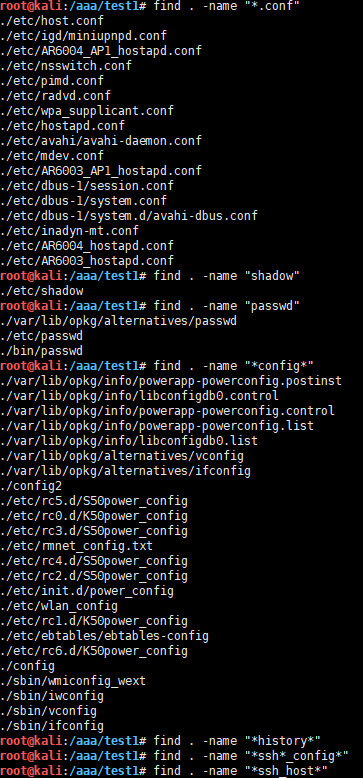 root@kali:/aaa/test1# find . -name "*.conf"
./etc/host.conf
./etc/igd/miniupnpd.conf
./etc/AR6004_AP1_hostapd.conf
./etc/nsswitch.conf
./etc/pimd.conf
./etc/radvd.conf
./etc/wpa_supplicant.conf
./etc/hostapd.conf
./etc/avahi/avahi-daemon.conf
./etc/mdev.conf
./etc/AR6003_AP1_hostapd.conf
./etc/dbus-1/session.conf
./etc/dbus-1/system.conf
./etc/dbus-1/system.d/avahi-dbus.conf
./etc/inadyn-mt.conf
./etc/AR6004_hostapd.conf
./etc/AR6003_hostapd.conf
root@kali:/aaa/test1# find . -name "shadow"
./etc/shadow
root@kali:/aaa/test1# find . -name "passwd"
./var/lib/opkg/alternatives/passwd
./etc/passwd
./bin/passwd
root@kali:/aaa/test1# find . -name "*config*"
./var/lib/opkg/info/powerapp-powerconfig.postinst
./var/lib/opkg/info/libconfigdb0.control
./var/lib/opkg/info/powerapp-powerconfig.control
./var/lib/opkg/info/powerapp-powerconfig.list
./var/lib/opkg/info/libconfigdb0.list
./var/lib/opkg/alternatives/vconfig
./var/lib/opkg/alternatives/ifconfig
./config2
./etc/rc5.d/S50power_config
./etc/rc0.d/K50power_config
./etc/rc3.d/S50power_config
./etc/rmnet_config.txt
./etc/rc4.d/S50power_config
./etc/rc2.d/S50power_config
./etc/init.d/power_config
./etc/wlan_config
./etc/rc1.d/K50power_config
./etc/ebtables/ebtables-config
./etc/rc6.d/K50power_config
./config
./sbin/wmiconfig_wext
./sbin/iwconfig
./sbin/vconfig
./sbin/ifconfig
root@kali:/aaa/test1# find . -name "*history*"
root@kali:/aaa/test1# find . -name "*ssh*_config*"
root@kali:/aaa/test1# find . -name "*ssh_host*"